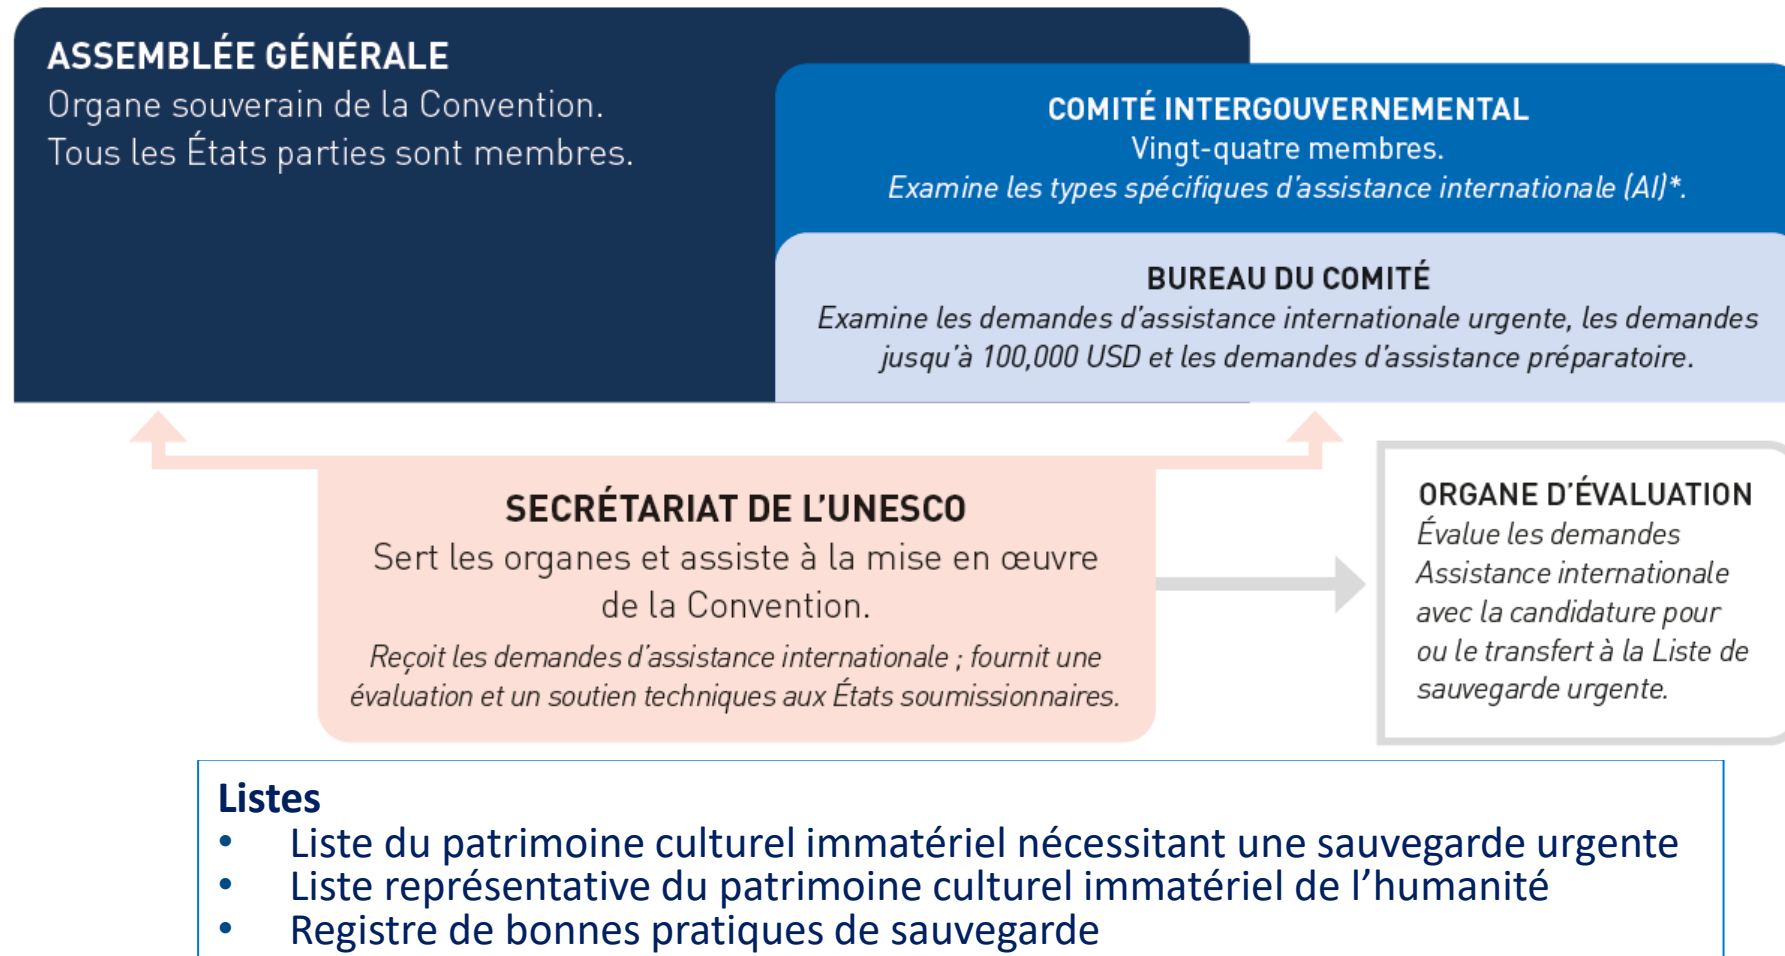 ASSEMBLÉE GÉNÉRALE
Organe souverain de la Convention.
Tous les États parties sont membres.
COMITÉ INTERGOUVERNEMENTAL
Vingt-quatre membres.
Examine les types spécifiques d’assistance internationale (AI)*.
BUREAU DU COMITÉ
Examine les demandes d’assistance internationale urgente, les demandes
jusqu’à 100,000 USD et les demandes d’assistance préparatoire.
SECRÉTARIAT DE L’UNESCO
Sert les organes et assiste à la mise en œuvre
de la Convention.
Reçoit les demandes d’assistance internationale ; fournit une
évaluation et un soutien techniques aux États soumissionnaires.
ORGANE D’ÉVALUATION
Évalue les demandes
Assistance internationale
avec la candidature pour
ou le transfert à la Liste de
sauvegarde urgente.
Listes
• Liste du patrimoine culturel immatériel nécessitant une sauvegarde urgente
• Liste représentative du patrimoine culturel immatériel de l’humanité
• Registre de bonnes pratiques de sauvegarde